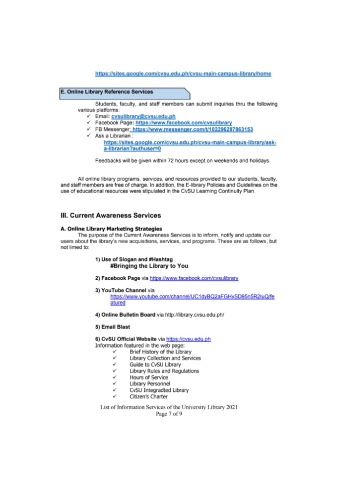 https://sites.google.com/cvsu.edu.ph/cvsu-main-campus-library/home
E. Online Library Reference Services
Students, faculty, and staff members can submit inquiries thru the following
various platforms:
✓ Email: cvsulibrary@cvsu.edu.ph
✓ Facebook Page: https://www.facebook.com/cvsulibrary
✓ FB Messenger: https://www.messenger.com/t/102296287863153
✓ Ask a Librarian :
https://sites.google.com/cvsu.edu.ph/cvsu-main-campus-library/ask-
a-librarian?authuser=0
Feedbacks will be given within 72 hours except on weekends and holidays.
All online library programs, services, and resources provided to our students, faculty,
and staff members are free of charge. In addition, the E-library Policies and Guidelines on the
use of educational resources were stipulated in the CvSU Learning Continuity Plan.
III. Current Awareness Services
A. Online Library Marketing Strategies
The purpose of the Current Awareness Services is to inform, notify and update our
users about the library's new acquisitions, services, and programs. These are as follows, but
not limed to:
1) Use of Slogan and #Hashtag
#Bringing the Library to You
2) Facebook Page via https://www.facebook.com/cvsulibrary
3) YouTube Channel via
4) Online Bulletin Board via http://library.cvsu.edu.ph/
5) Email Blast
6) CvSU Official Website via https://cvsu.edu.ph
Information featured in the web page:
✓ Brief History of the Library
✓ Library Collection and Services
✓ Guide to CvSU Library
✓ Library Rules and Regulations
✓ Hours of Service
✓ Library Personnel
✓ CvSU Integradted Library
✓ Citizen's Charter
List of Information Services of the University Library 2021
Page 7 of 9